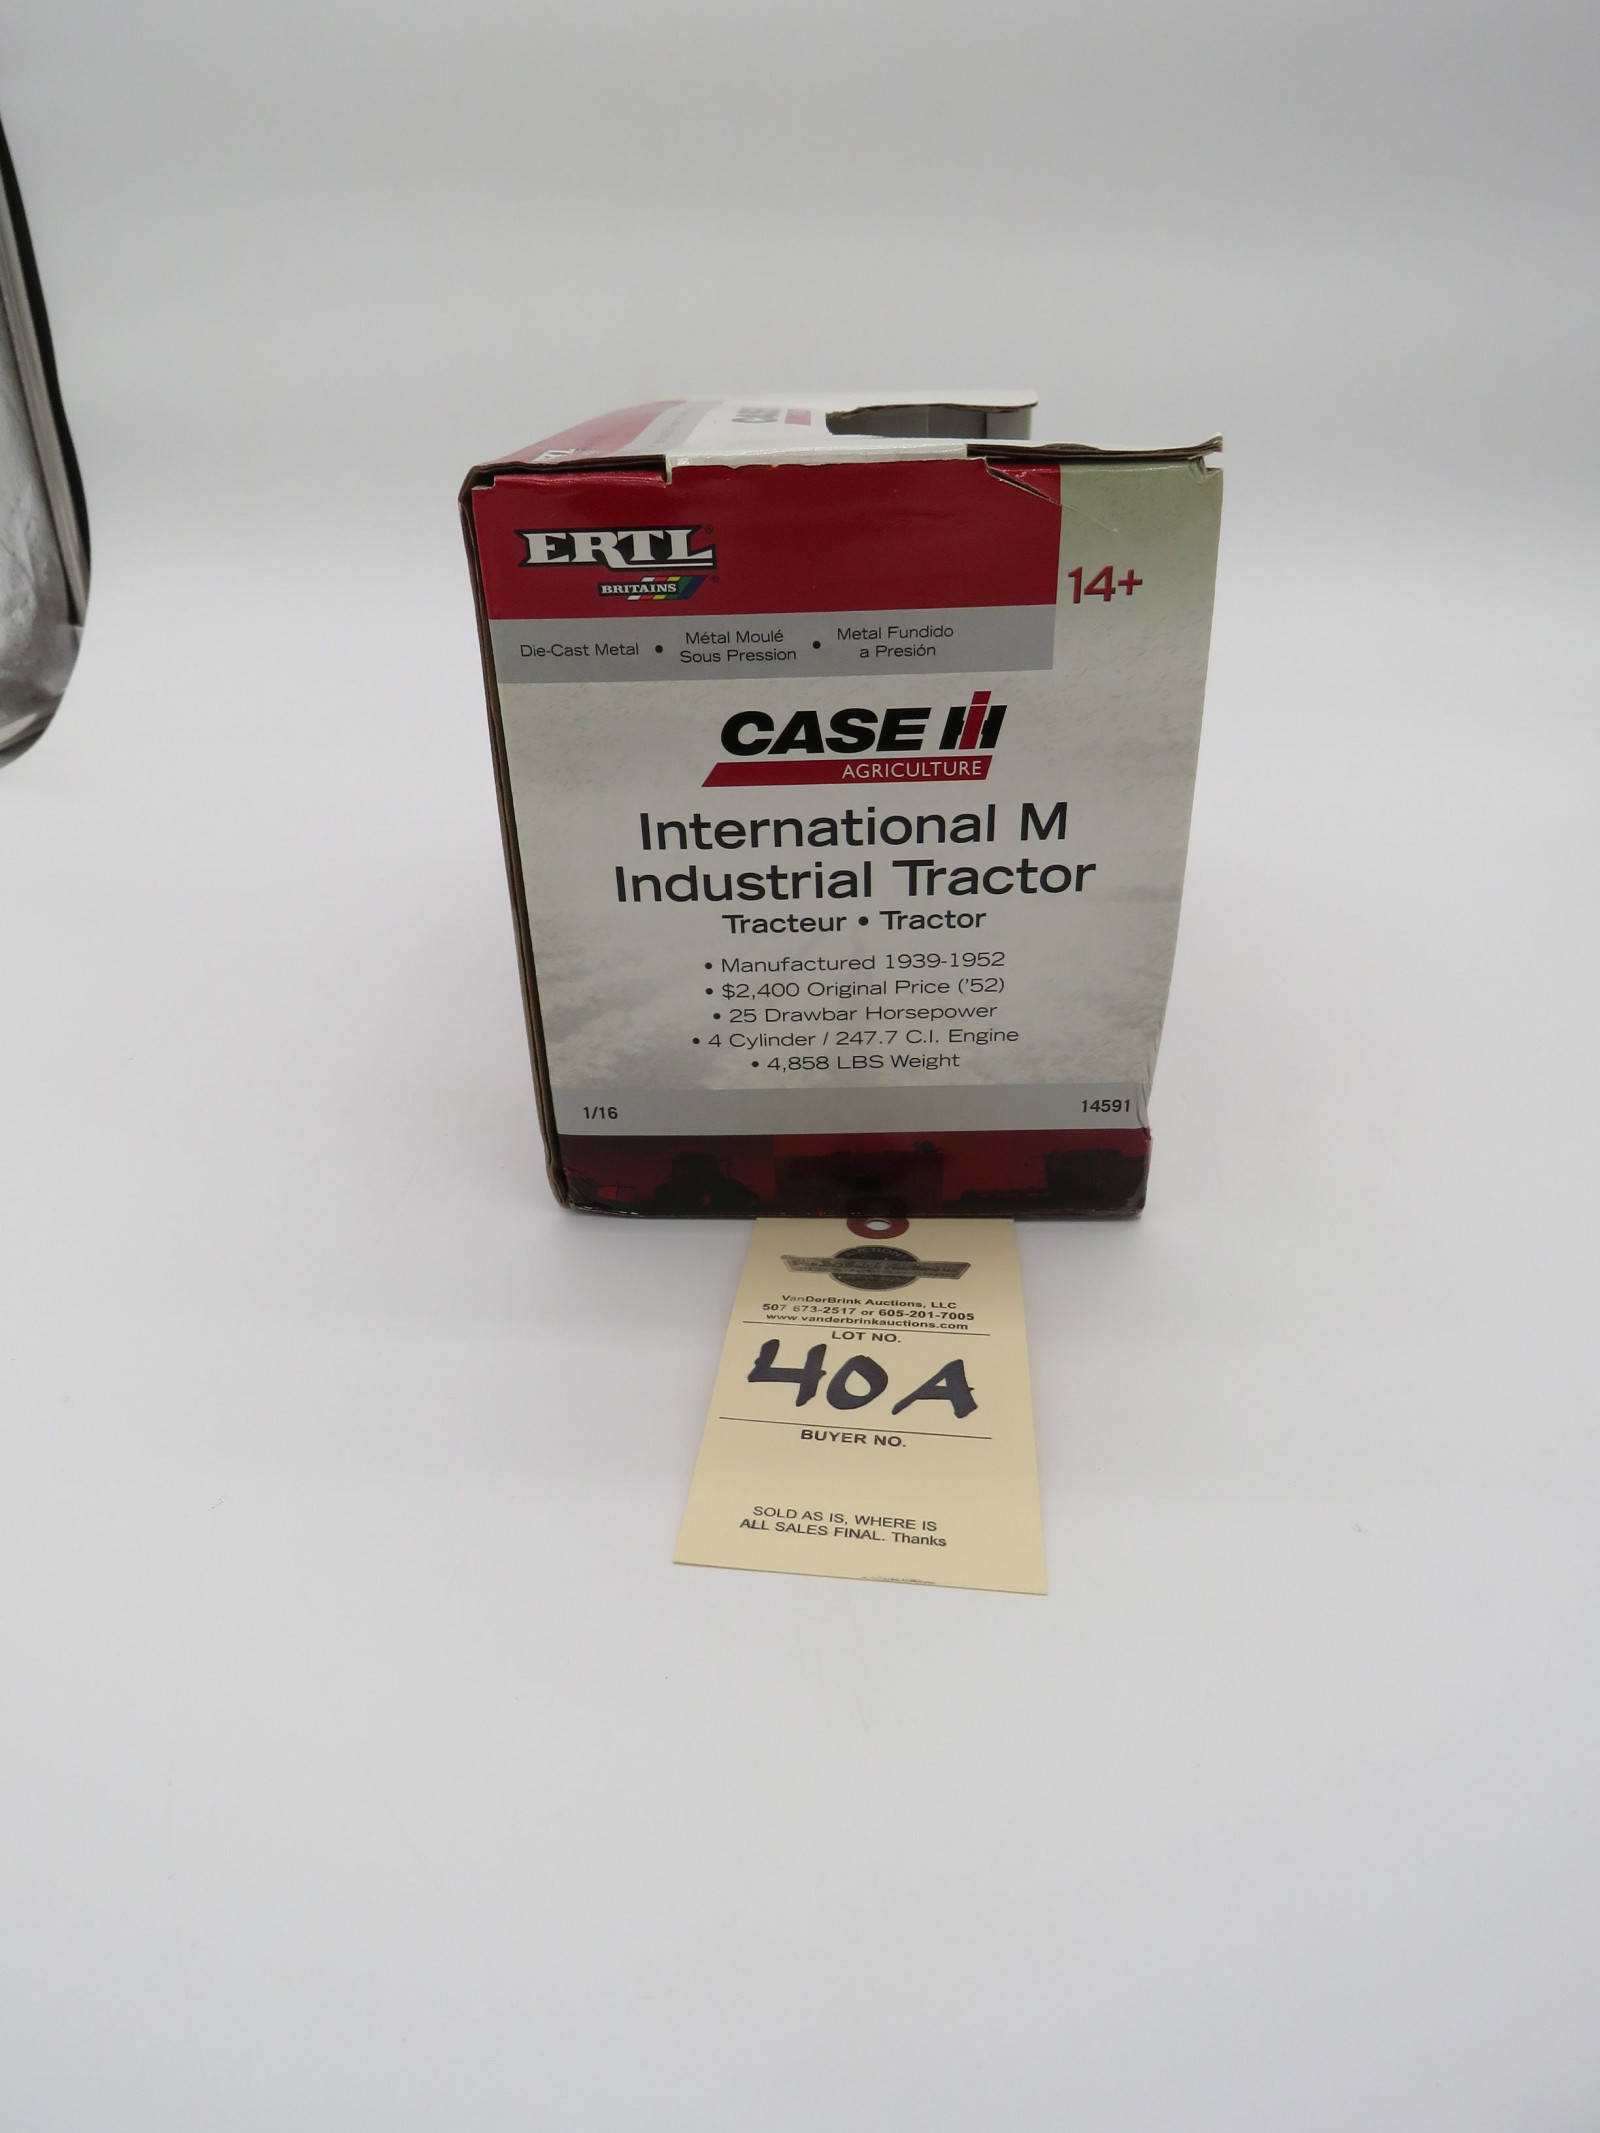 CASE
ERTL®
BRITAINS®
14+
Die-Cast Metal • Métal Moulé Sous Pression • Metal Fundido a Presión
CASE IH
AGRICULTURE
International M
Industrial Tractor
Tracteur • Tractor
• Manufactured 1939-1952
• $2,400 Original Price ('52)
• 25 Drawbar Horsepower
• 4 Cylinder / 247.7 C.I. Engine
• 4,858 LBS Weight
1/16
14591
VanDerBrink Auctions, LLC
507 673-2517 or 605-201-7005
www.vanderbrinkauctions.com
LOT NO.
40A
BUYER NO.
SOLD AS IS, WHERE IS
ALL SALES FINAL. Thanks